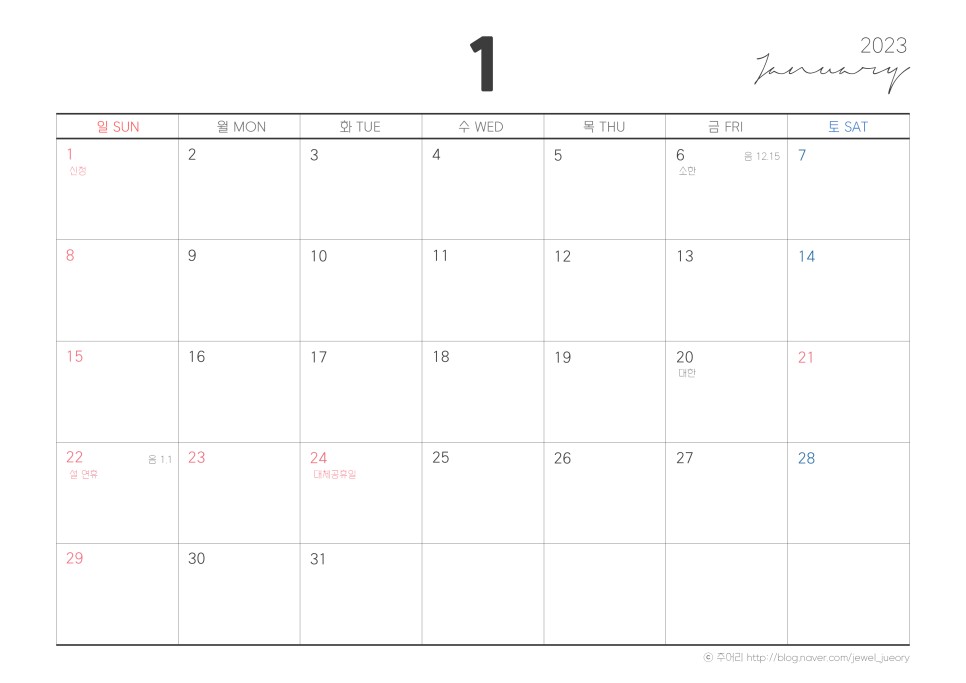 1
2023
January
일 SUN 월 MON 화 TUE 수 WED 목 THU 금 FRI 토 SAT
1 2 3 4 5 6 음 12.15 7
신정 소한
8 9 10 11 12 13 14
15 16 17 18 19 20 21
대한
22 음 1.1 23 24 25 26 27 28
설 연휴 대체공휴일
29 30 31
ⓒ 주어리 http://blog.naver.com/jewel_jueory